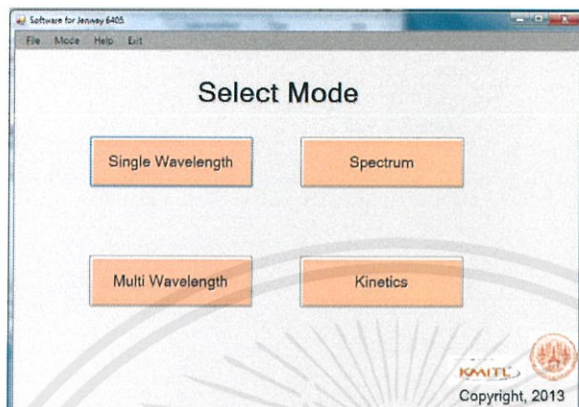 Software for Jenway 6405
File Mode Help Exit
Select Mode
Single Wavelength
Spectrum
Multi Wavelength
Kinetics
KMITL
Copyright, 2013